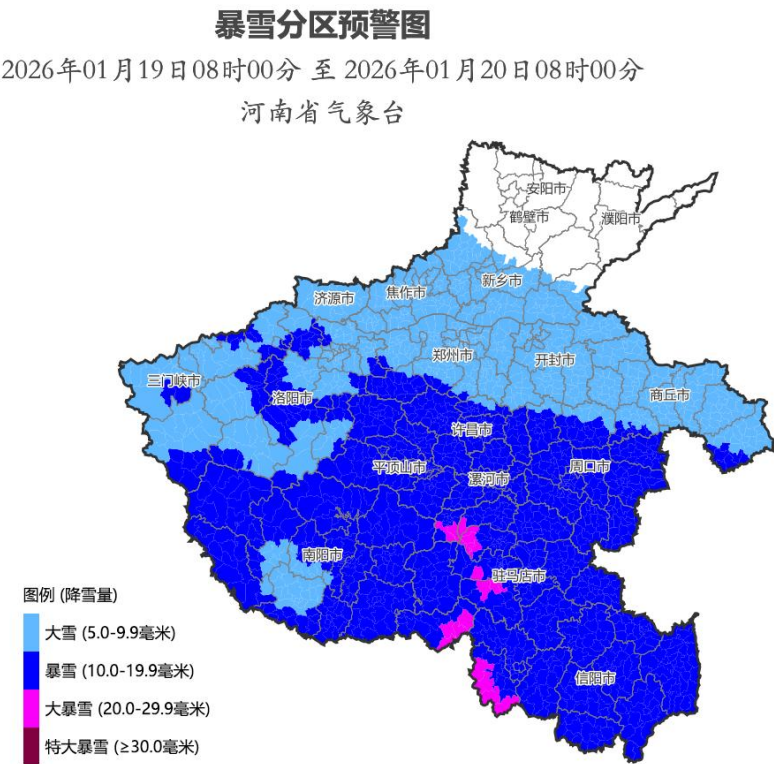 暴雪分区预警图
2026年01月19日08时00分 至 2026年01月20日08时00分
河南省气象台
安阳市
鹤壁市
濮阳市
新乡市
焦作市
济源市
郑州市
开封市
三门峡市
洛阳市
商丘市
许昌市
平顶山市
漯河市
周口市
南阳市
驻马店市
信阳市
图例 (降雪量)
大雪 (5.0-9.9毫米)
暴雪 (10.0-19.9毫米)
大暴雪 (20.0-29.9毫米)
特大暴雪 (≥30.0毫米)